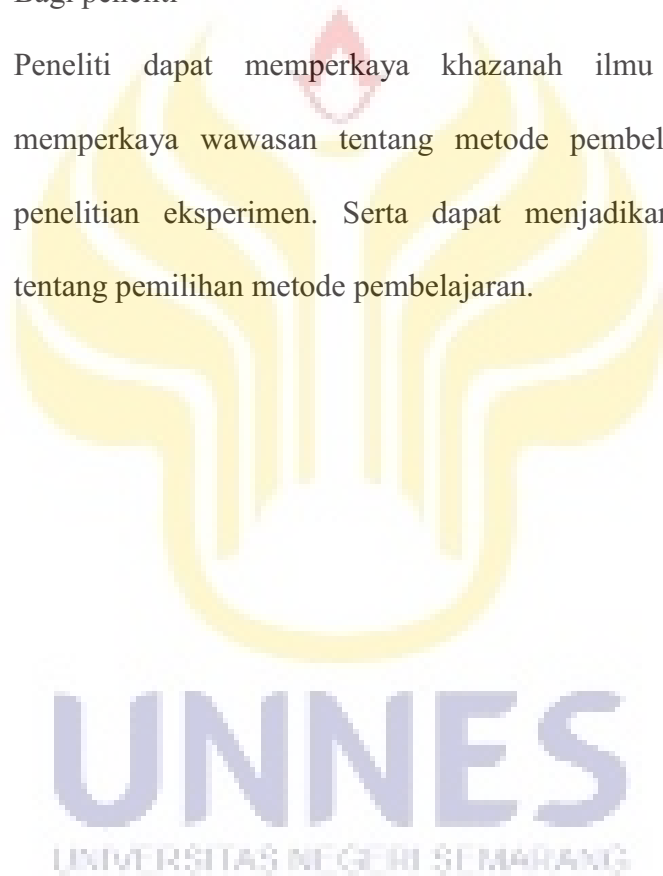 Bagi peneliti
Peneliti dapat memperkaya khazanah ilmu
memperkaya wawasan tentang metode
penelitian eksperimen. Serta dapat
tentang pemilihan metode pembelajaran.
UNNES
UNIVERSITAS NEGERI SEMARANG